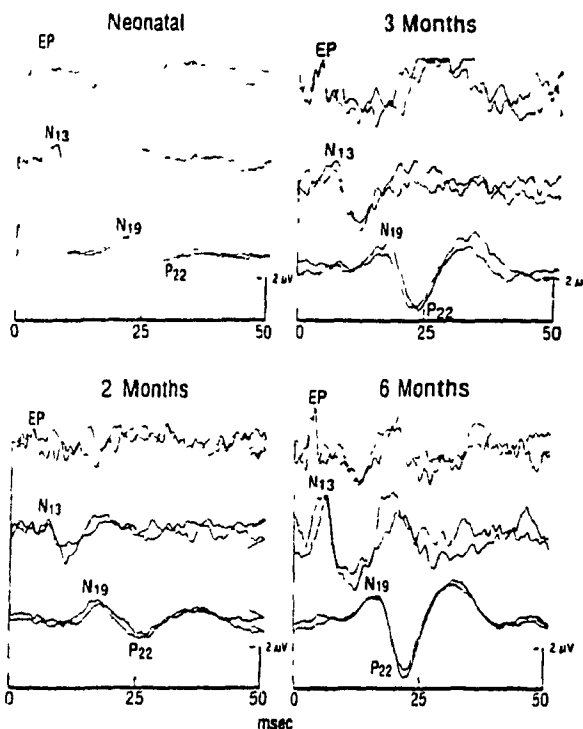 Neonatal
EP
N13
N19
P22
2 μV
0 25 50
3 Months
EP
N13
N19
P22
2 μ
0 25 50
2 Months
EP
N13
N19
P22
2 μV
0 25 50
msec
6 Months
EP
N13
N19
P22
2 μV
0 25 50